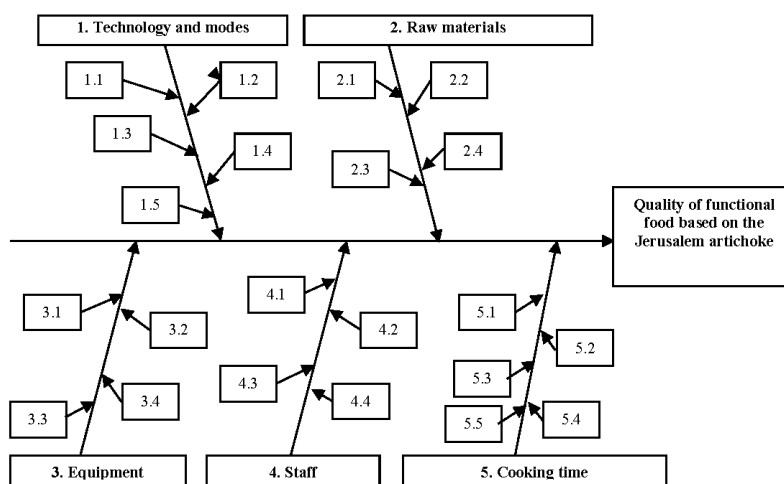 1. Technology and modes
2. Raw materials
1.1
1.2
2.1
2.2
1.3
1.4
2.3
2.4
1.5
Quality of functional
food based on the
Jerusalem artichoke
3.1
3.2
4.1
4.2
5.1
5.2
3.3
3.4
4.3
4.4
5.3
5.4
5.5
3. Equipment
4. Staff
5. Cooking time